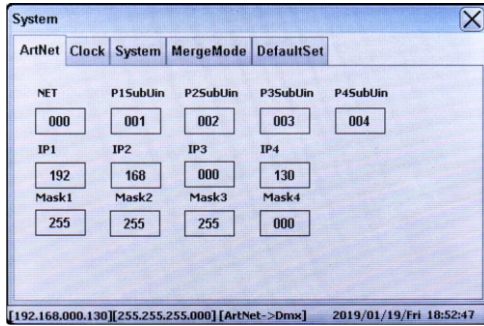 System
ArtNet Clock System MergeMode DefaultSet
NET P1SubUin P2SubUin P3SubUin P4SubUin
000 001 002 003 004
IP1 IP2 IP3 IP4
192 168 000 130
Mask1 Mask2 Mask3 Mask4
255 255 255 000
[192.168.000.130][255.255.255.000] [ArtNet->Dmx] 2019/01/19/Fri 18:52:47